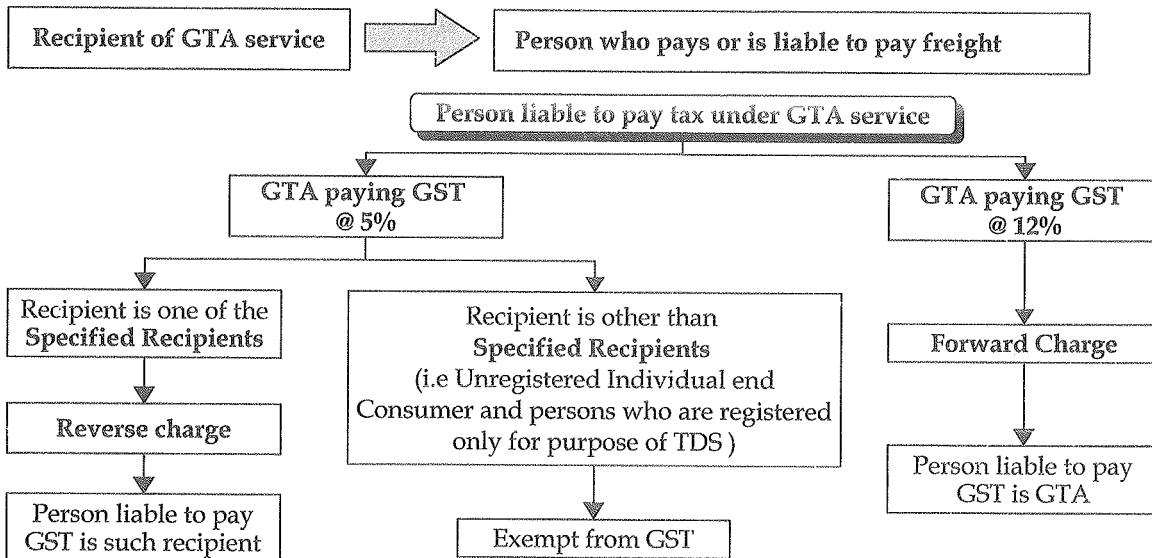 Recipient of GTA service
Person who pays or is liable to pay freight
Person liable to pay tax under GTA service
GTA paying GST
@ 5%
GTA paying GST
@ 12%
Recipient is one of the
Specified Recipients
Recipient is other than
Specified Recipients
(i.e Unregistered Individual end
Consumer and persons who are registered
only for purpose of TDS )
Forward Charge
Reverse charge
Person liable to pay
GST is GTA
Person liable to pay
GST is such recipient
Exempt from GST